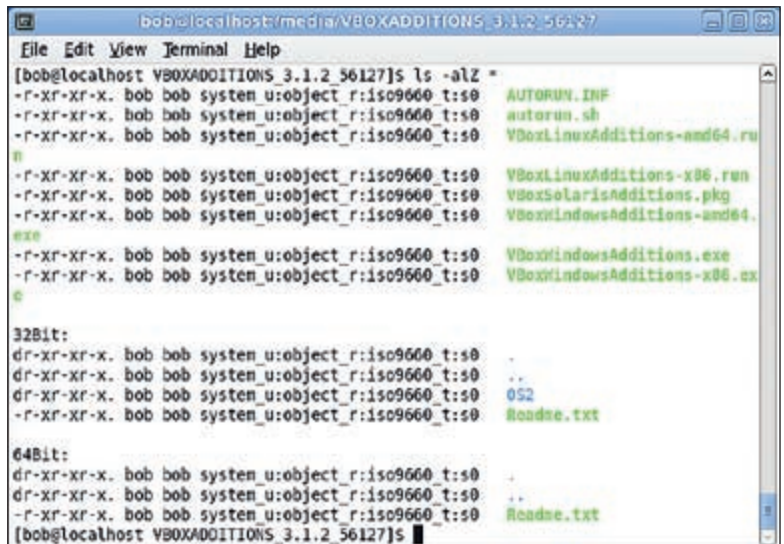 bob@localhost:/media/VBOXADDITIONS_3.1.2_56127
File Edit View Terminal Help
[bob@localhost VBOXADDITIONS_3.1.2_56127]$ ls -alZ *
-r-xr-xr-x. bob bob system_u:object_r:iso9660_t:s0 AUTORUN.INF
-r-xr-xr-x. bob bob system_u:object_r:iso9660_t:s0 autorun.sh
-r-xr-xr-x. bob bob system_u:object_r:iso9660_t:s0 VBoxLinuxAdditions-amd64.ru
n
-r-xr-xr-x. bob bob system_u:object_r:iso9660_t:s0 VBoxLinuxAdditions-x86.run
-r-xr-xr-x. bob bob system_u:object_r:iso9660_t:s0 VBoxSolarisAdditions.pkg
-r-xr-xr-x. bob bob system_u:object_r:iso9660_t:s0 VBoxWindowsAdditions-amd64.
exe
-r-xr-xr-x. bob bob system_u:object_r:iso9660_t:s0 VBoxWindowsAdditions.exe
-r-xr-xr-x. bob bob system_u:object_r:iso9660_t:s0 VBoxWindowsAdditions-x86.ex
e
32Bit:
dr-xr-xr-x. bob bob system_u:object_r:iso9660_t:s0 .
dr-xr-xr-x. bob bob system_u:object_r:iso9660_t:s0 ..
dr-xr-xr-x. bob bob system_u:object_r:iso9660_t:s0 OS2
-r-xr-xr-x. bob bob system_u:object_r:iso9660_t:s0 Readme.txt
64Bit:
dr-xr-xr-x. bob bob system_u:object_r:iso9660_t:s0 .
dr-xr-xr-x. bob bob system_u:object_r:iso9660_t:s0 ..
-r-xr-xr-x. bob bob system_u:object_r:iso9660_t:s0 Readme.txt
[bob@localhost VBOXADDITIONS_3.1.2_56127]$